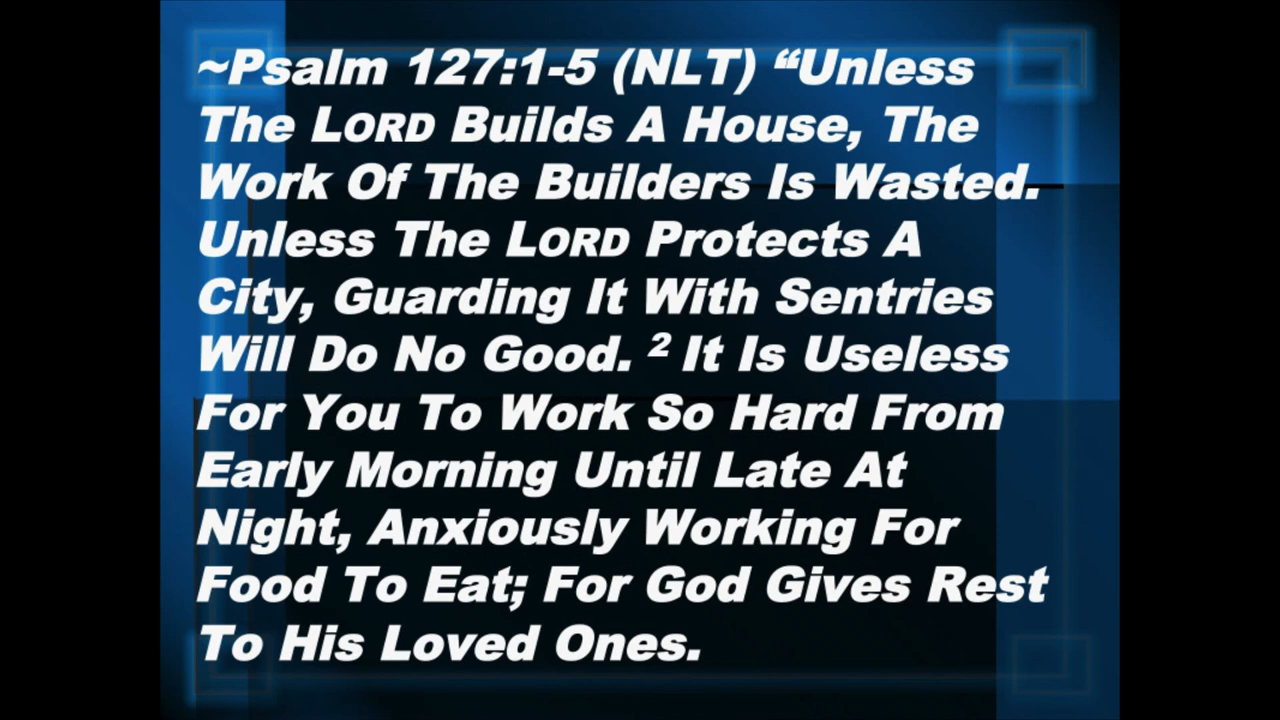 ~Psalm 127:1-5 (NLT) “Unless
The LORD Builds A House, The
Work Of The Builders Is Wasted.
Unless The LORD Protects A
City, Guarding It With Sentries
Will Do No Good. ² It Is Useless
For You To Work So Hard From
Early Morning Until Late At
Night, Anxiously Working For
Food To Eat; For God Gives Rest
To His Loved Ones.